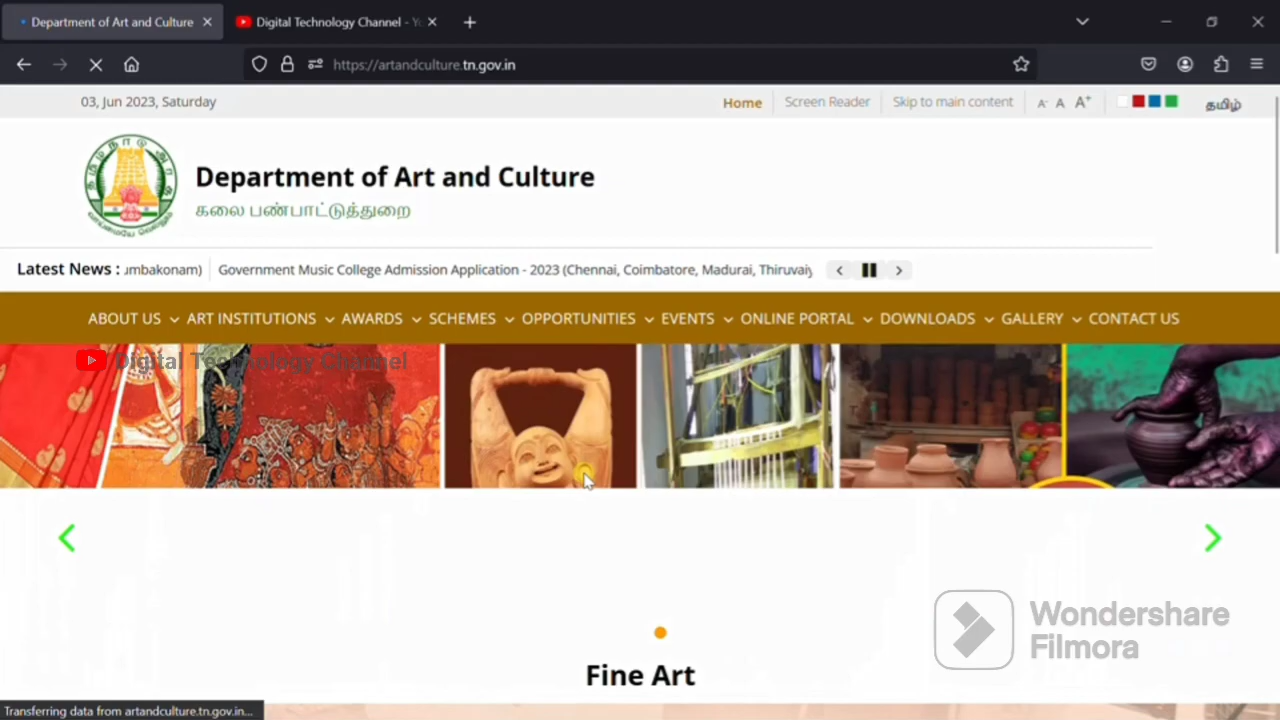 Department of Art and Culture
Digital Technology Channel - Yo
https://artandculture.tn.gov.in
03, Jun 2023, Saturday
Home
Screen Reader
Skip to main content
A- A A+
தமிழ்
Department of Art and Culture
கலை பண்பாட்டுத்துறை
தமிழ்நாடு அரசு
வாய்மையே வெல்லும்
Latest News : umbakonam) Government Music College Admission Application - 2023 (Chennai, Coimbatore, Madurai, Thiruvaiy
ABOUT US ART INSTITUTIONS AWARDS SCHEMES OPPORTUNITIES EVENTS ONLINE PORTAL DOWNLOADS GALLERY CONTACT US
Digital Technology Channel
Wondershare
Filmora
Fine Art
Transferring data from artandculture.tn.gov.in...